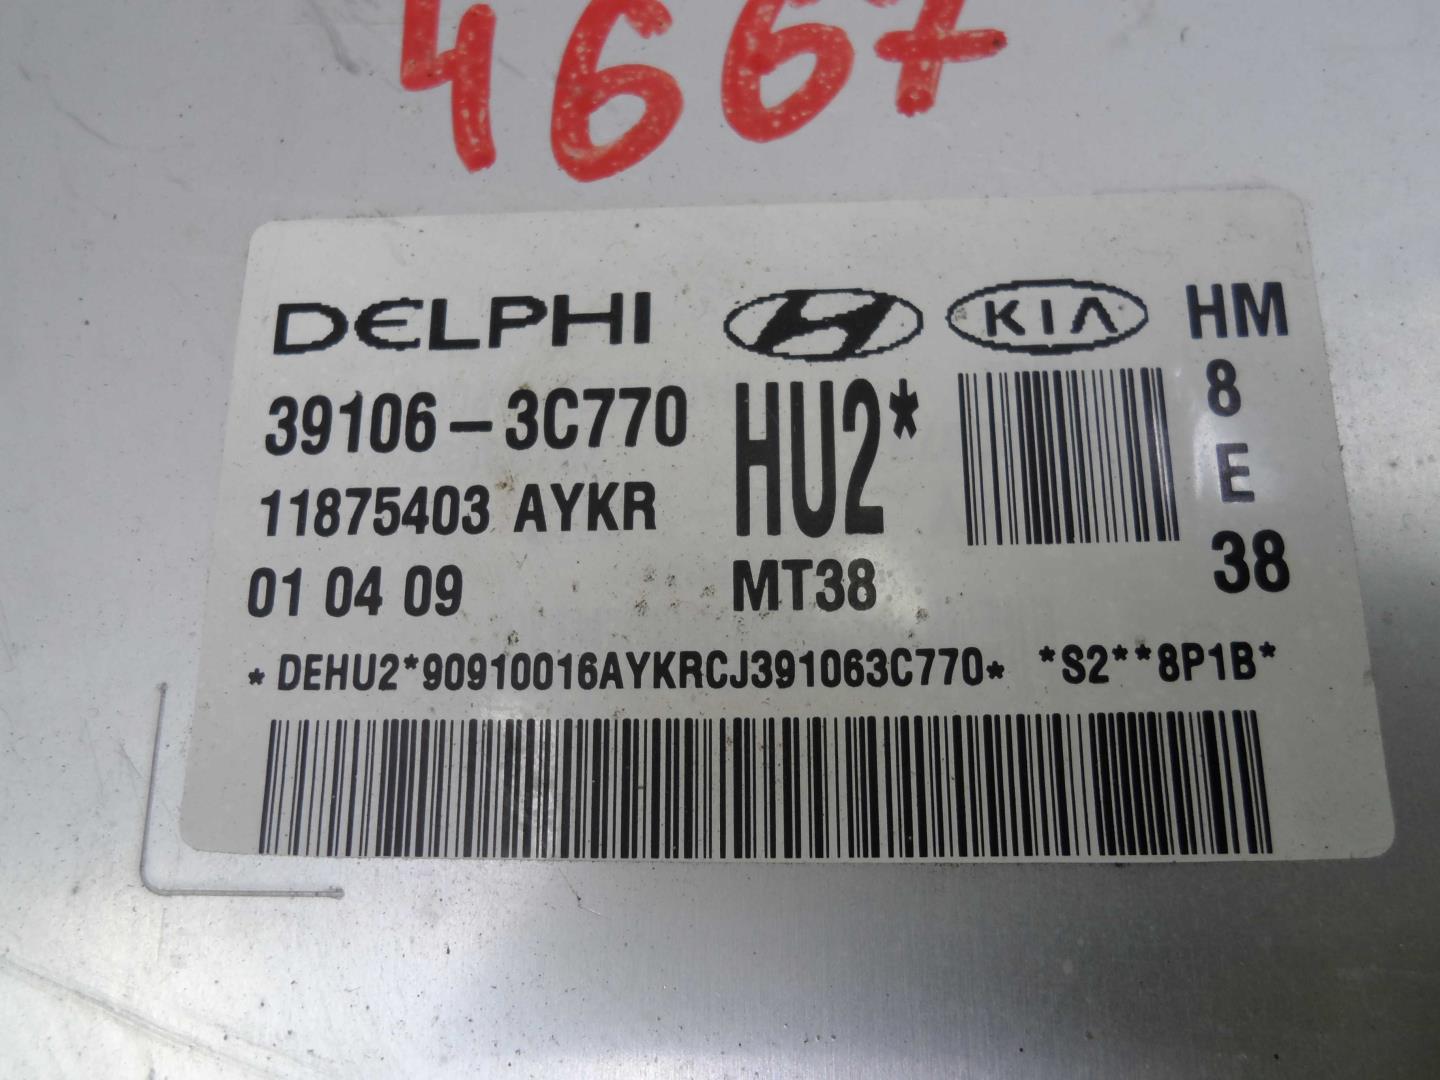 4667
DELPHI KIA HM
39106-3C770 HU2* 8
11875403 AYKR E
01 04 09 MT38 38
*DEHU2*90910016AYKRCJ391063C770* *S2**8P1B*